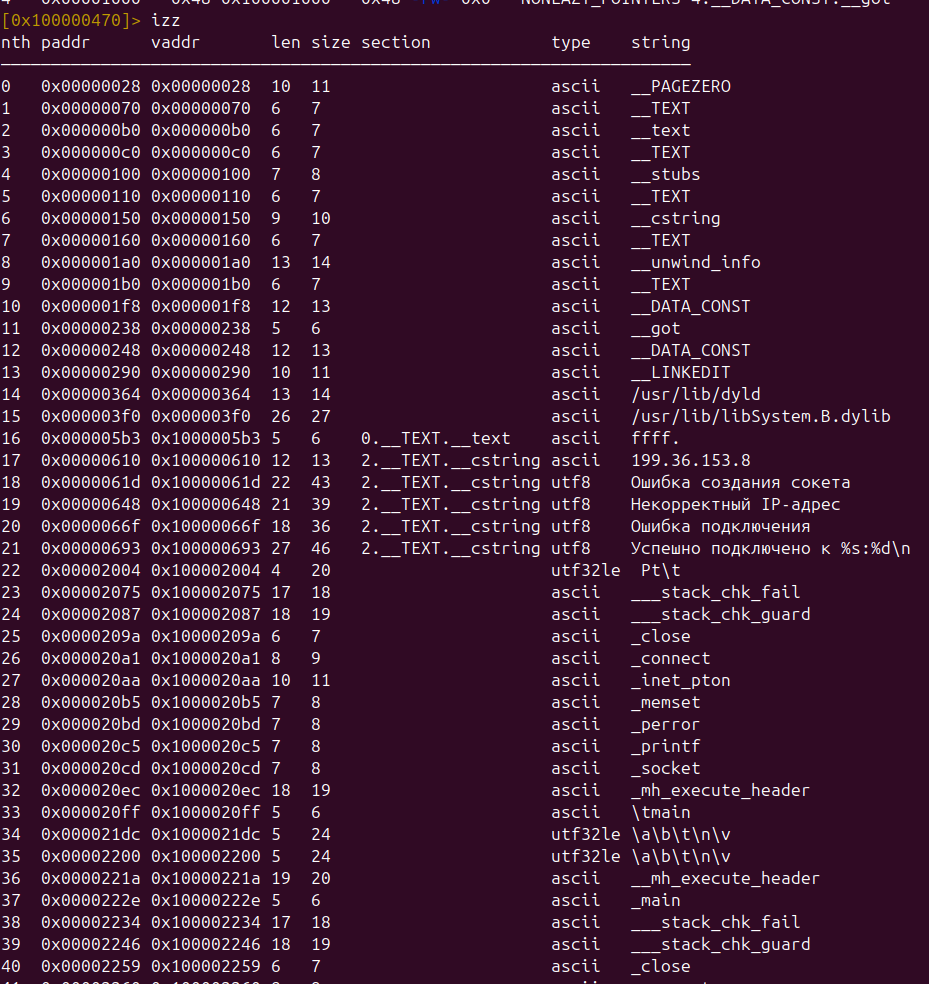 [0x100000470]> izz
nth paddr vaddr len size section type string
0 0x00000028 0x00000028 10 11 ascii __PAGEZERO
1 0x00000070 0x00000070 6 7 ascii __TEXT
2 0x000000b0 0x000000b0 6 7 ascii __text
3 0x000000c0 0x000000c0 6 7 ascii __TEXT
4 0x00000100 0x00000100 7 8 ascii __stubs
5 0x00000110 0x00000110 6 7 ascii __TEXT
6 0x00000150 0x00000150 9 10 ascii __cstring
7 0x00000160 0x00000160 6 7 ascii __TEXT
8 0x000001a0 0x000001a0 13 14 ascii __unwind_info
9 0x000001b0 0x000001b0 6 7 ascii __TEXT
10 0x000001f8 0x000001f8 12 13 ascii __DATA_CONST
11 0x00000238 0x00000238 5 6 ascii __got
12 0x00000248 0x00000248 12 13 ascii __DATA_CONST
13 0x00000290 0x00000290 10 11 ascii __LINKEDIT
14 0x00000364 0x00000364 13 14 ascii /usr/lib/dyld
15 0x000003f0 0x000003f0 26 27 ascii /usr/lib/libSystem.B.dylib
16 0x000005b3 0x1000005b3 5 6 0.__TEXT.__text ascii ffff.
17 0x00000610 0x100000610 12 13 2.__TEXT.__cstring ascii 199.36.153.8
18 0x0000061d 0x10000061d 22 43 2.__TEXT.__cstring utf8 Ошибка создания сокета
19 0x00000648 0x100000648 21 39 2.__TEXT.__cstring utf8 Некорректный IP-адрес
20 0x0000066f 0x10000066f 18 36 2.__TEXT.__cstring utf8 Ошибка подключения
21 0x00000693 0x100000693 27 46 2.__TEXT.__cstring utf8 Успешно подключено к %s:%d\n
22 0x00002004 0x100002004 4 20 utf32le Pt\t
23 0x00002075 0x100002075 17 18 ascii ___stack_chk_fail
24 0x00002087 0x100002087 18 19 ascii ___stack_chk_guard
25 0x0000209a 0x10000209a 6 7 ascii _close
26 0x000020a1 0x1000020a1 8 9 ascii _connect
27 0x000020aa 0x1000020aa 10 11 ascii _inet_pton
28 0x000020b5 0x1000020b5 7 8 ascii _memset
29 0x000020bd 0x1000020bd 7 8 ascii _perror
30 0x000020c5 0x1000020c5 7 8 ascii _printf
31 0x000020cd 0x1000020cd 7 8 ascii _socket
32 0x000020ec 0x1000020ec 18 19 ascii _mh_execute_header
33 0x000020ff 0x1000020ff 5 6 ascii \tmain
34 0x000021dc 0x1000021dc 5 24 utf32le \a\b\t\n\v
35 0x00002200 0x100002200 5 24 utf32le \a\b\t\n\v
36 0x0000221a 0x10000221a 19 20 ascii __mh_execute_header
37 0x0000222e 0x10000222e 5 6 ascii _main
38 0x00002234 0x100002234 17 18 ascii ___stack_chk_fail
39 0x00002246 0x100002246 18 19 ascii ___stack_chk_guard
40 0x00002259 0x100002259 6 7 ascii _close